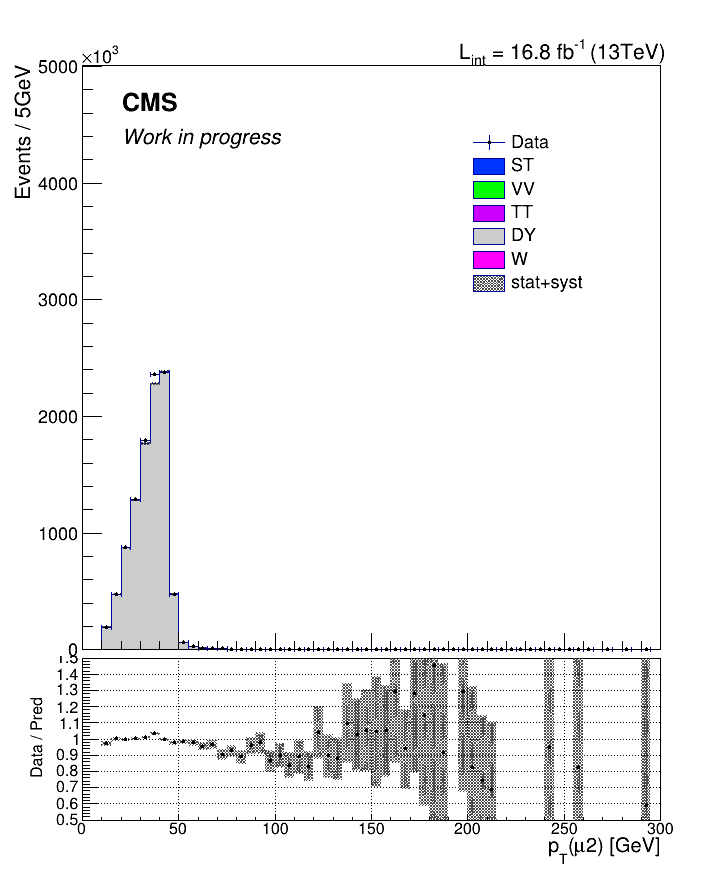 ×10³
L_int = 16.8 fb⁻¹ (13TeV)
Events / 5GeV
5000
4000
3000
2000
1000
0
CMS
Work in progress
Data
ST
VV
TT
DY
W
stat+syst
Data / Pred
1.5
1.4
1.3
1.2
1.1
1
0.9
0.8
0.7
0.6
0.5
0 50 100 150 200 250 300
p_T(μ2) [GeV]